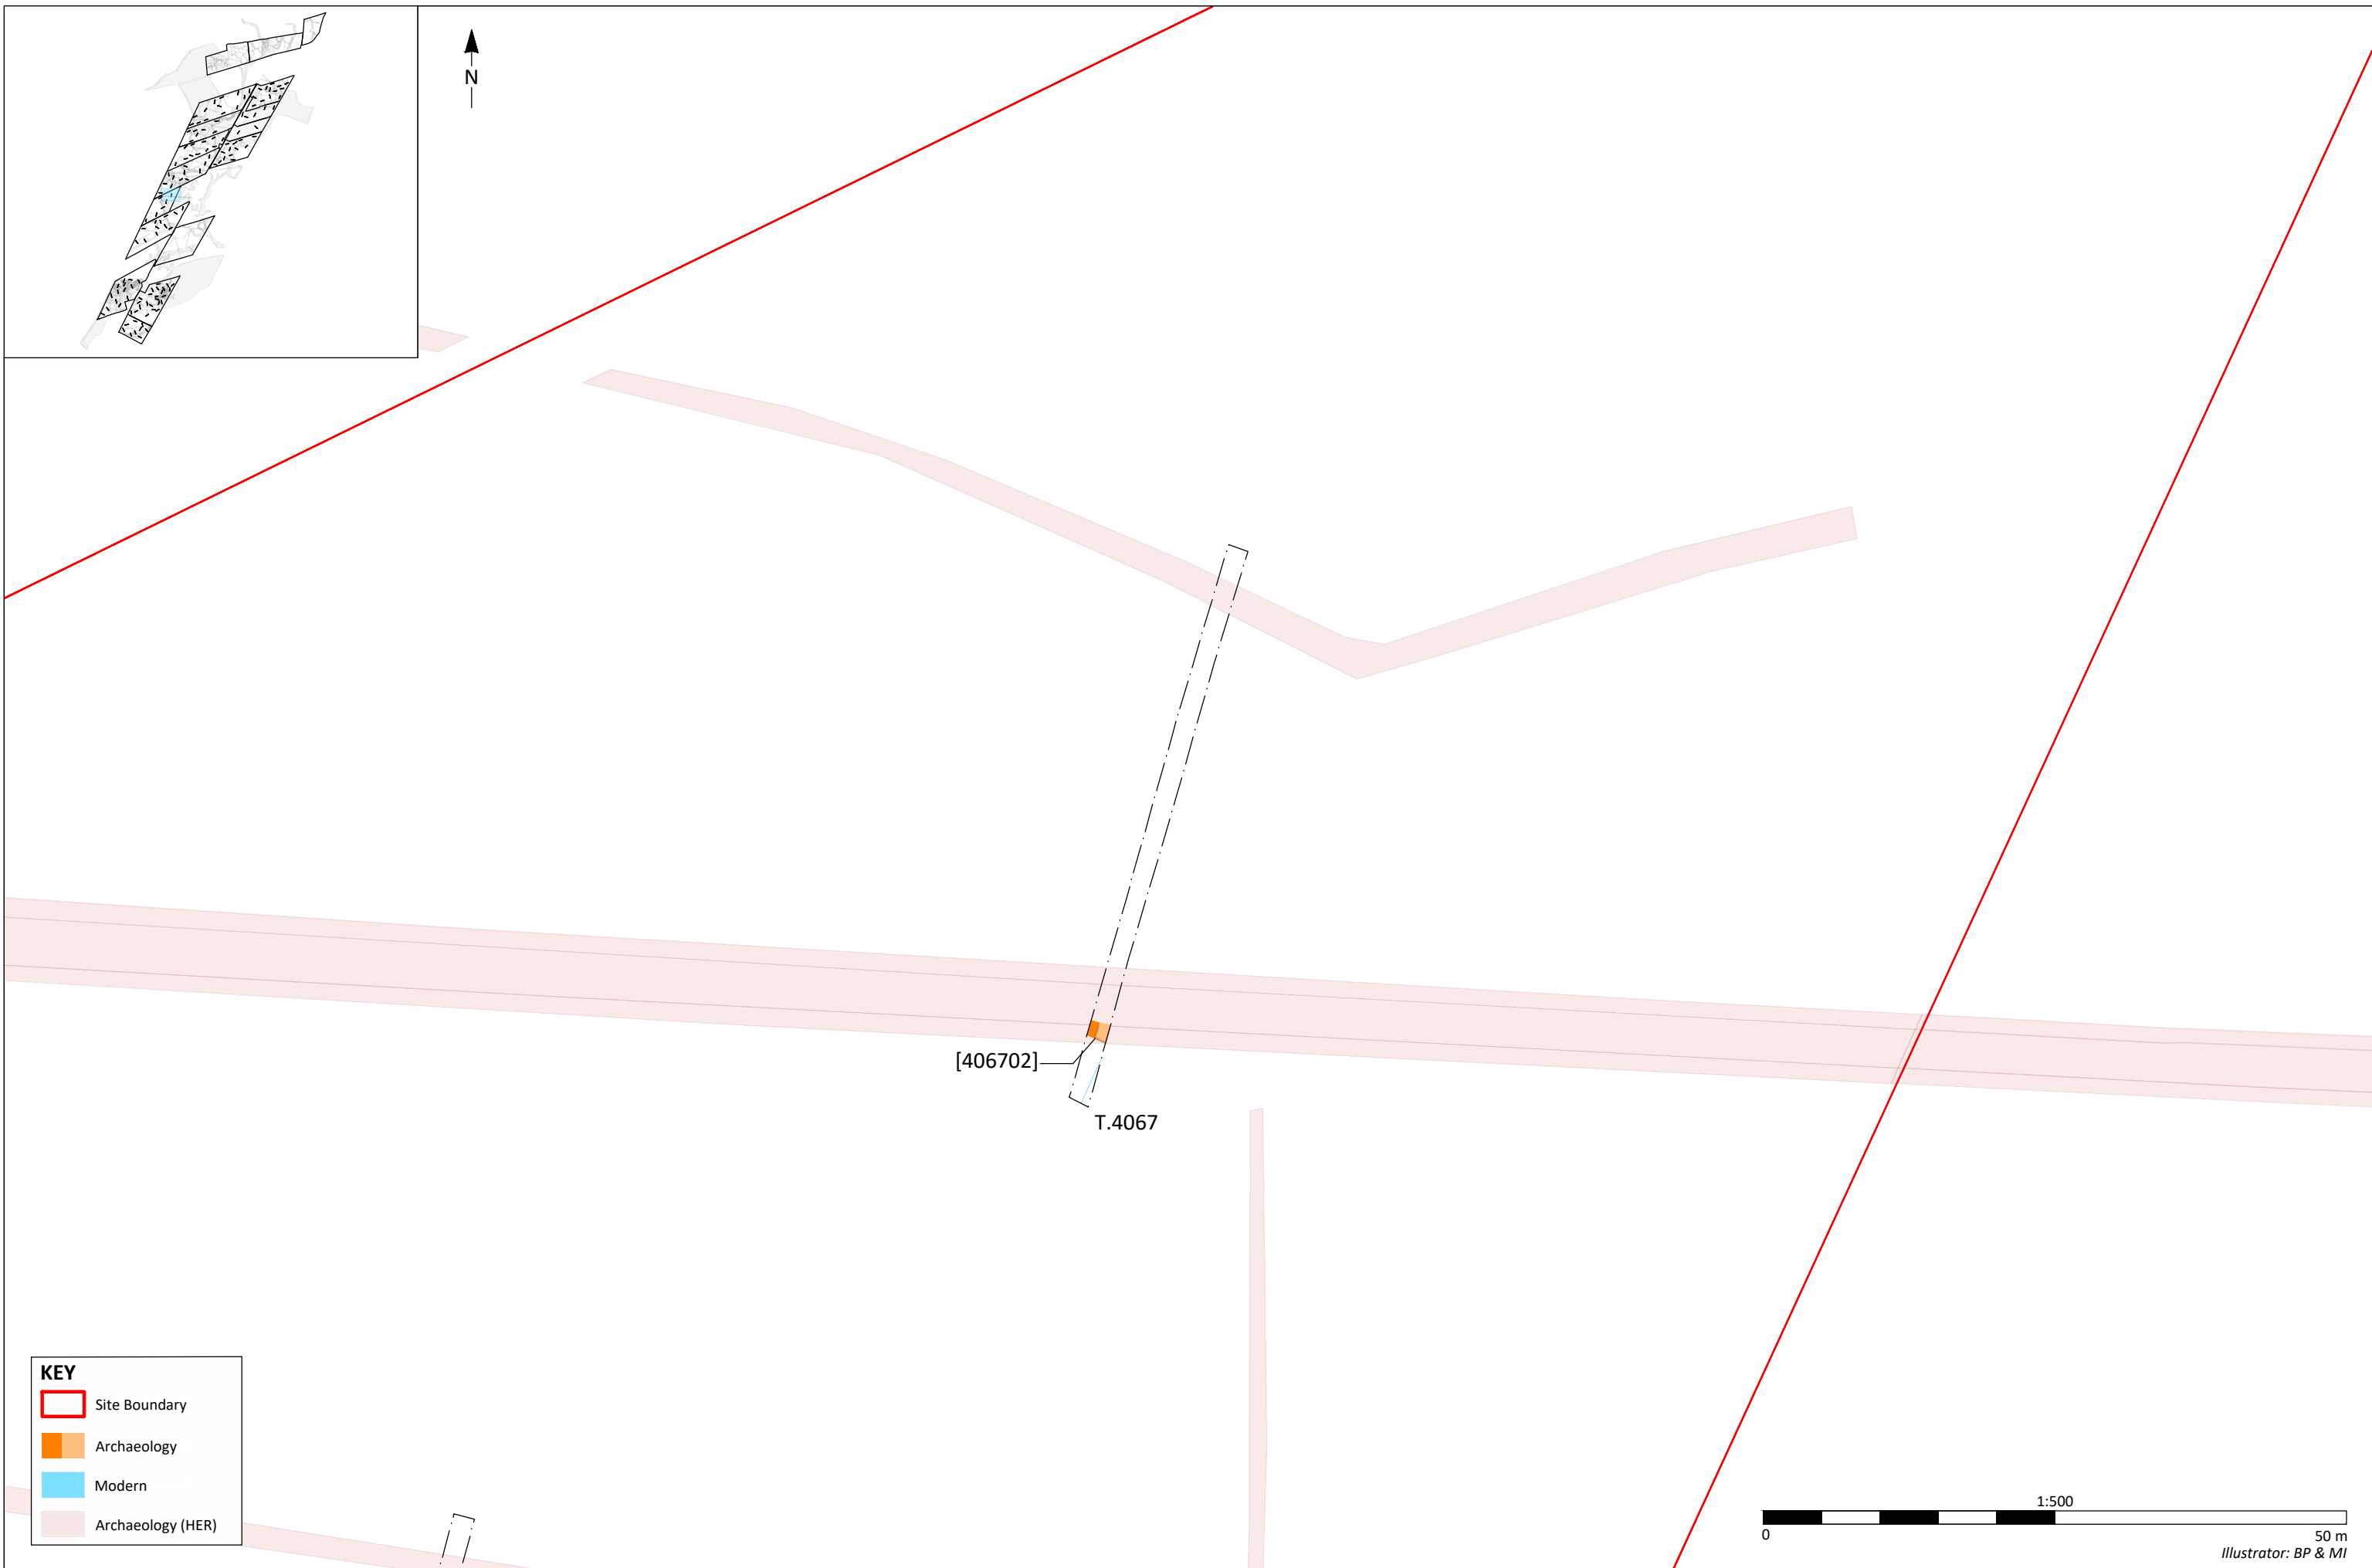 N
[406702]
T.4067
KEY
Site Boundary
Archaeology
Modern
Archaeology (HER)
1:500
0
50 m
Illustrator: BP & MI